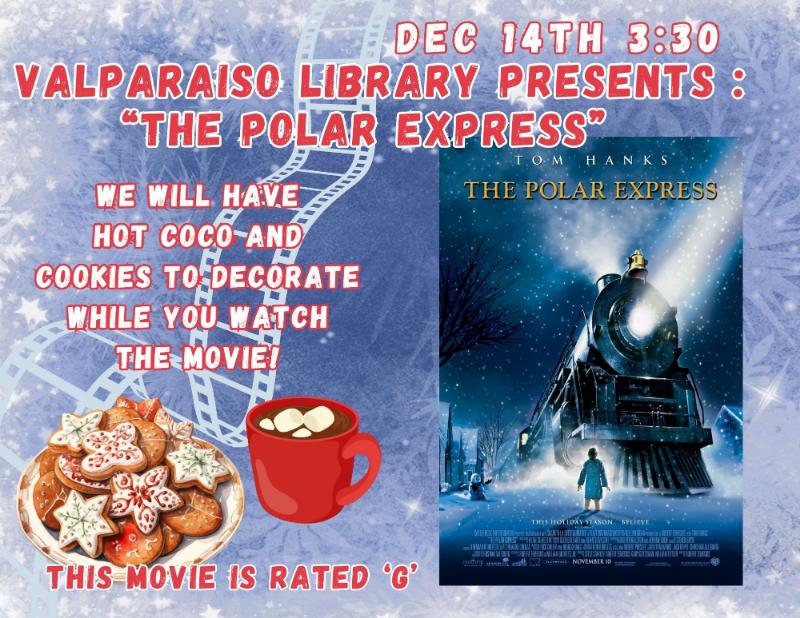 DEC 14TH 3:30
VALPARAISO LIBRARY PRESENTS :
“THE POLAR EXPRESS”
WE WILL HAVE
HOT COCO AND
COOKIES TO DECORATE
WHILE YOU WATCH
THE MOVIE!
TOM HANKS
THE POLAR EXPRESS
THIS HOLIDAY SEASON... BELIEVE.
NOVEMBER 10
THIS MOVIE IS RATED ‘G’